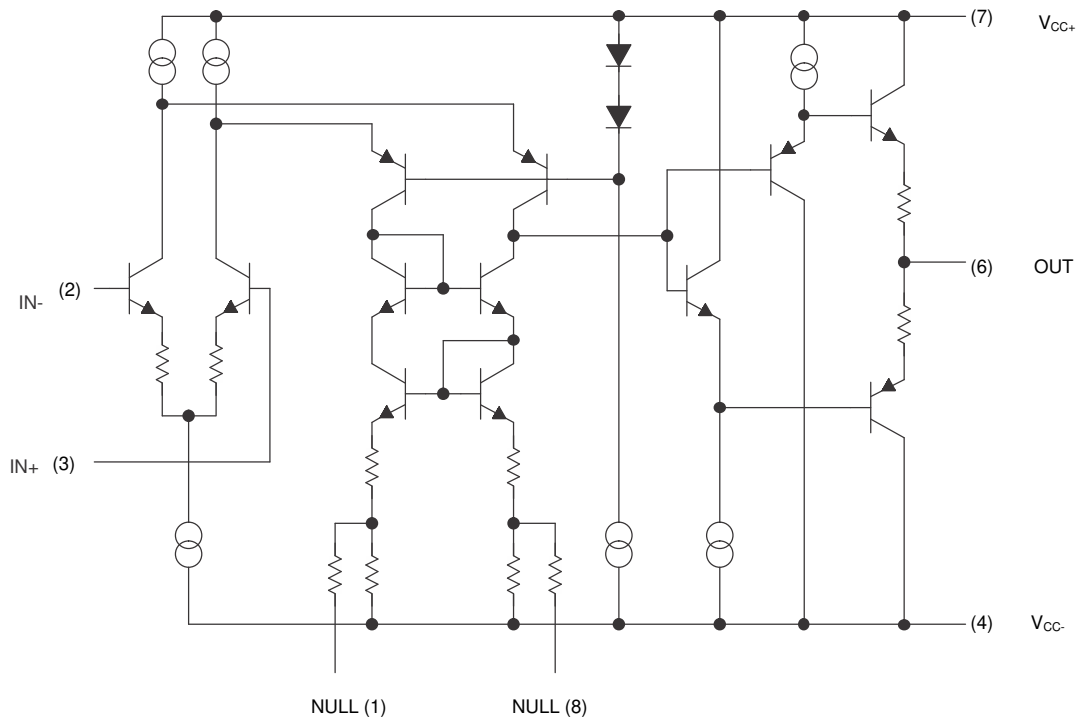 (7) VCC+
IN- (2)
(6) OUT
IN+ (3)
(4) VCC-
NULL (1) NULL (8)